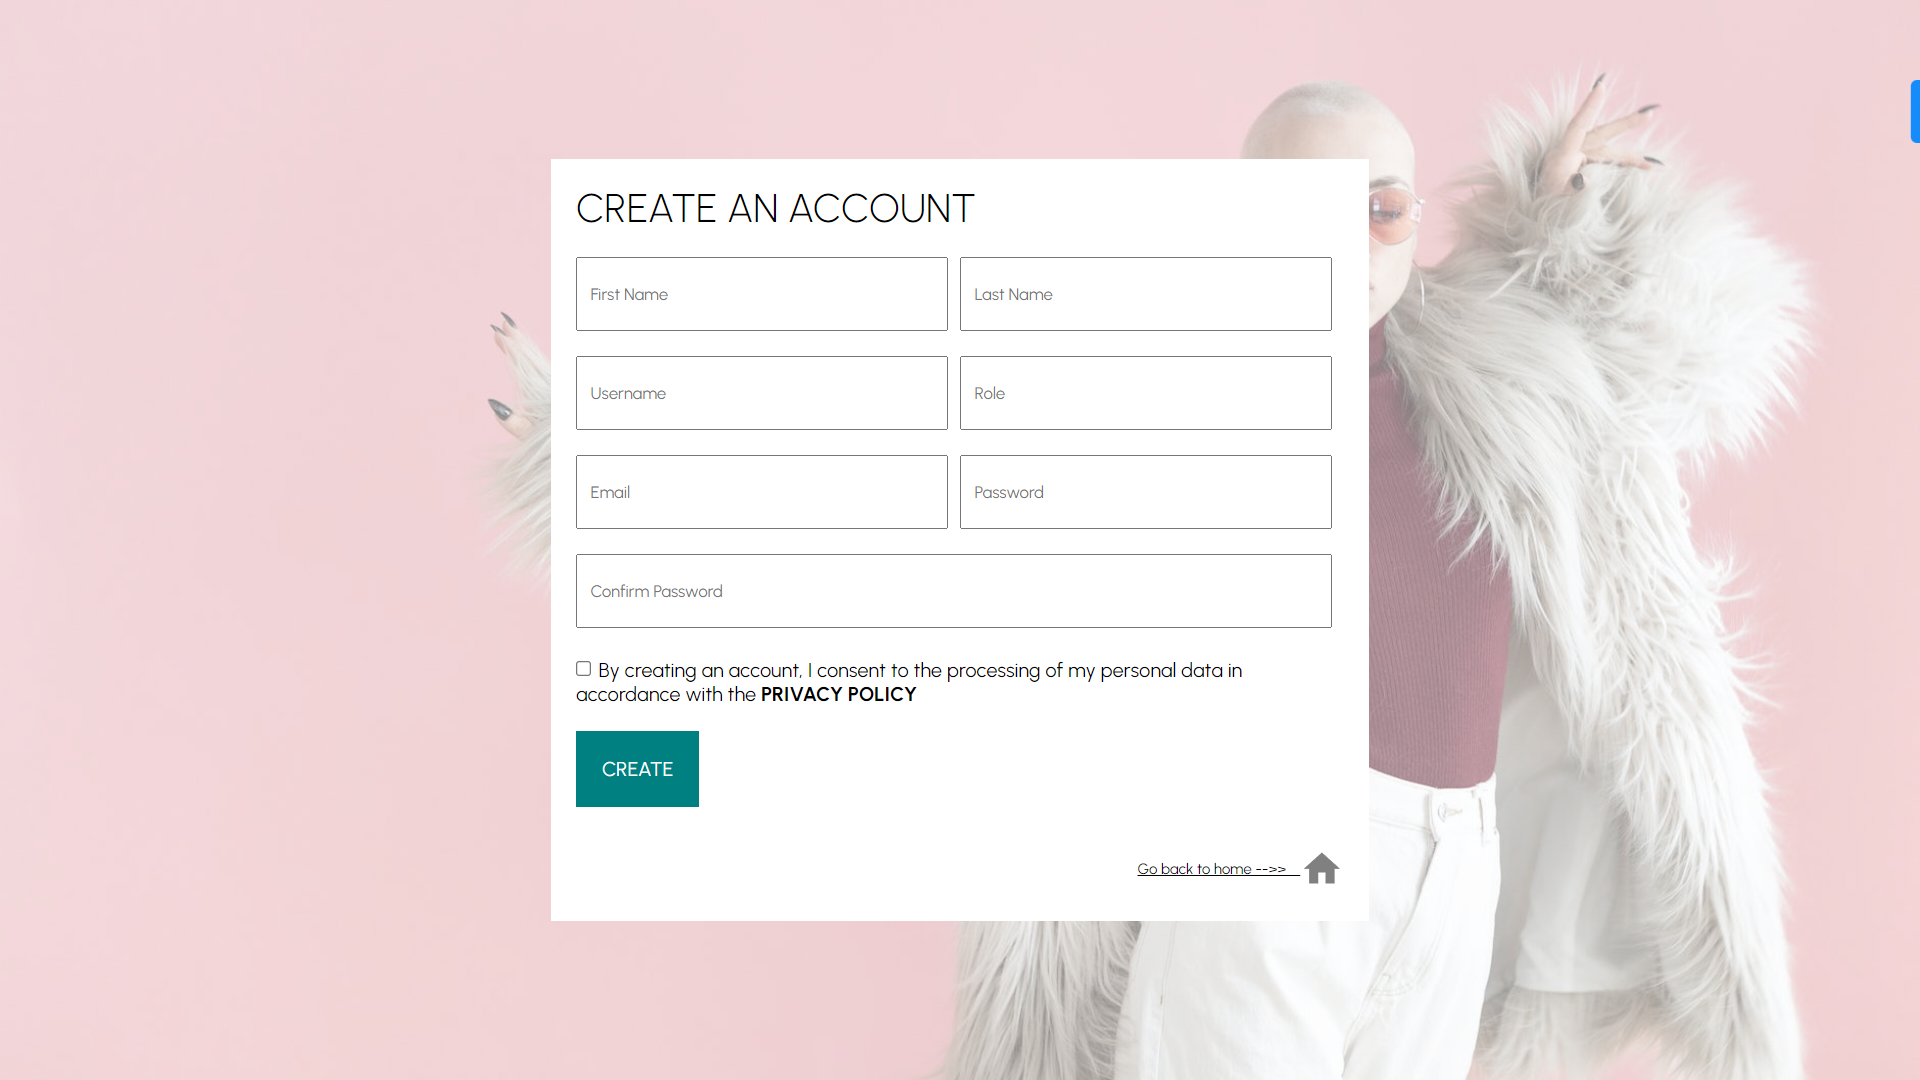 CREATE AN ACCOUNT
First Name
Last Name
Username
Role
Email
Password
Confirm Password
By creating an account, I consent to the processing of my personal data in
accordance with the PRIVACY POLICY
CREATE
Go back to home -->>